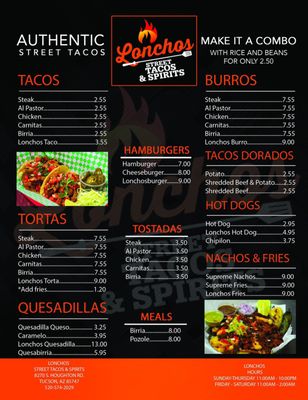 AUTHENTIC
STREET TACOS
Lonchos
STREET
TACOS
& SPIRITS
MAKE IT A COMBO
WITH RICE AND BEANS
FOR ONLY 2.50
TACOS
Steak 2.55
Al Pastor 2.55
Chicken 2.55
Carnitas 2.55
Birria 2.55
Lonchos Taco 3.55
TORTAS
Steak 7.55
Al Pastor 7.55
Chicken 7.55
Carnitas 7.55
Birria 7.55
Lonchos Torta 9.00
*Add fries 1.20
QUESADILLAS
Quesadilla Queso 3.25
Caramelo 3.95
Lonchos Quesadilla 13.00
Quesabirria 5.95
HAMBURGERS
Hamburger 7.00
Cheeseburger 8.00
Lonchosburger 9.00
TOSTADAS
Steak 3.50
Al Pastor 3.50
Chicken 3.50
Carnitas 3.50
Birria 3.50
MEALS
Birria 8.00
Pozole 8.00
BURROS
Steak 7.55
Al Pastor 7.55
Chicken 7.55
Carnitas 7.55
Birria 7.55
Lonchos Burro 9.00
TACOS DORADOS
Potato 2.55
Shredded Beef & Potato 2.55
Shredded Beef 2.55
HOT DOGS
Hot Dog 2.95
Lonchos Hot Dog 4.95
Chipilon 3.75
NACHOS & FRIES
Supreme Nachos 9.00
Supreme Fries 9.00
Lonchos Fries 9.00
LONCHOS
STREET TACOS & SPIRITS
8270 S. HOUGHTON RD.
TUCSON, AZ 85747
520-574-2029
LONCHOS
HOURS
SUNDAY-THURSDAY 11:00AM - 10:00PM
FRIDAY - SATURDAY 11:00AM - 2:00AM